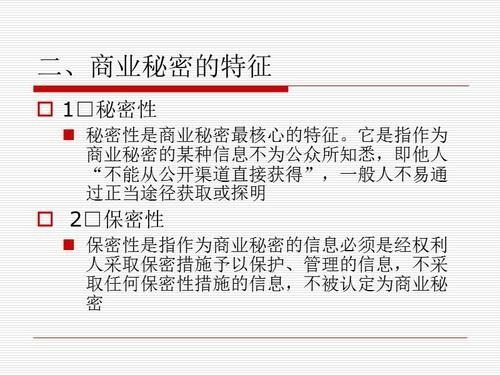 二、商业秘密的特征
1□秘密性
秘密性是商业秘密最核心的特征。它是指作为
商业秘密的某种信息不为公众所知悉，即他人
“不能从公开渠道直接获得”，一般人不易通
过正当途径获取或探明
2□保密性
保密性是指作为商业秘密的信息必须是经权利
人采取保密措施予以保护、管理的信息，不采
取任何保密性措施的信息，不被认定为商业秘
密